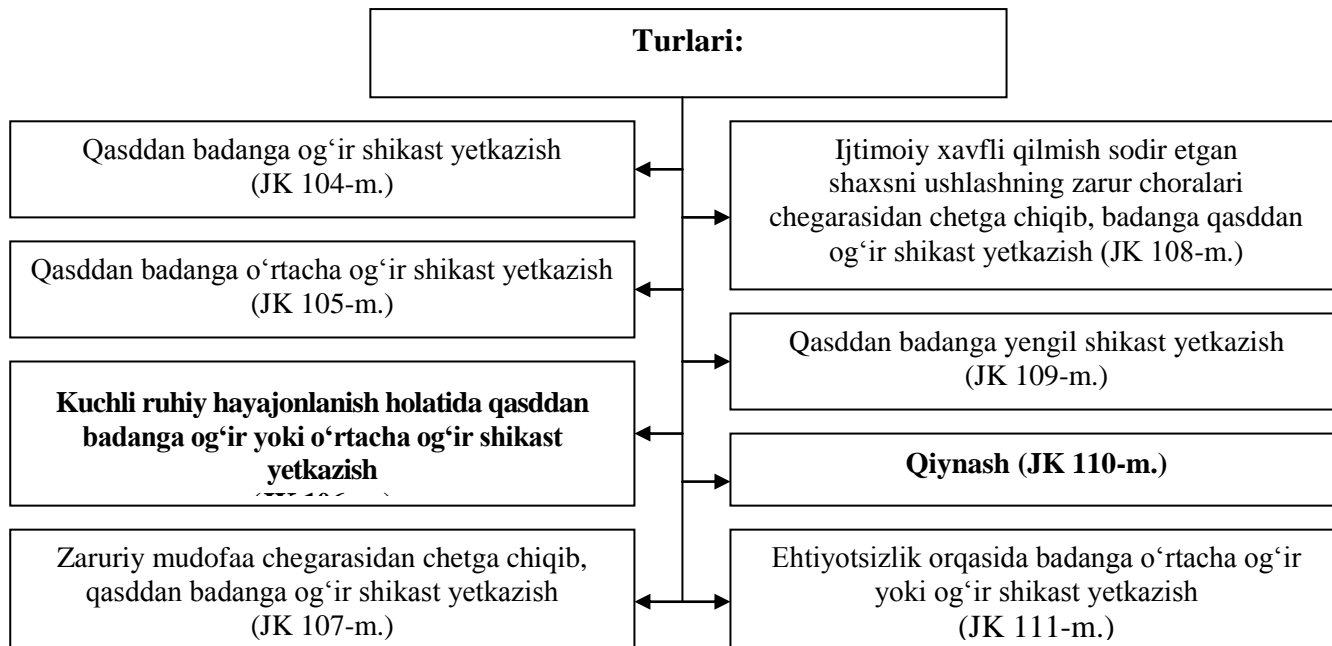 Turlari:
Qasddan badanga og‘ir shikast yetkazish
(JK 104-m.)
Qasddan badanga o‘rtacha og‘ir shikast yetkazish
(JK 105-m.)
Kuchli ruhiy hayajonlanish holatida qasddan
badanga og‘ir yoki o‘rtacha og‘ir shikast
yetkazish
Zaruriy mudofaa chegarasidan chetga chiqib,
qasddan badanga og‘ir shikast yetkazish
(JK 107-m.)
Ijtimoiy xavfli qilmish sodir etgan
shaxsni ushlashning zarur choralari
chegarasidan chetga chiqib, badanga qasddan
og‘ir shikast yetkazish (JK 108-m.)
Qasddan badanga yengil shikast yetkazish
(JK 109-m.)
Qiynash (JK 110-m.)
Ehtiyotsizlik orqasida badanga o‘rtacha og‘ir
yoki og‘ir shikast yetkazish
(JK 111-m.)